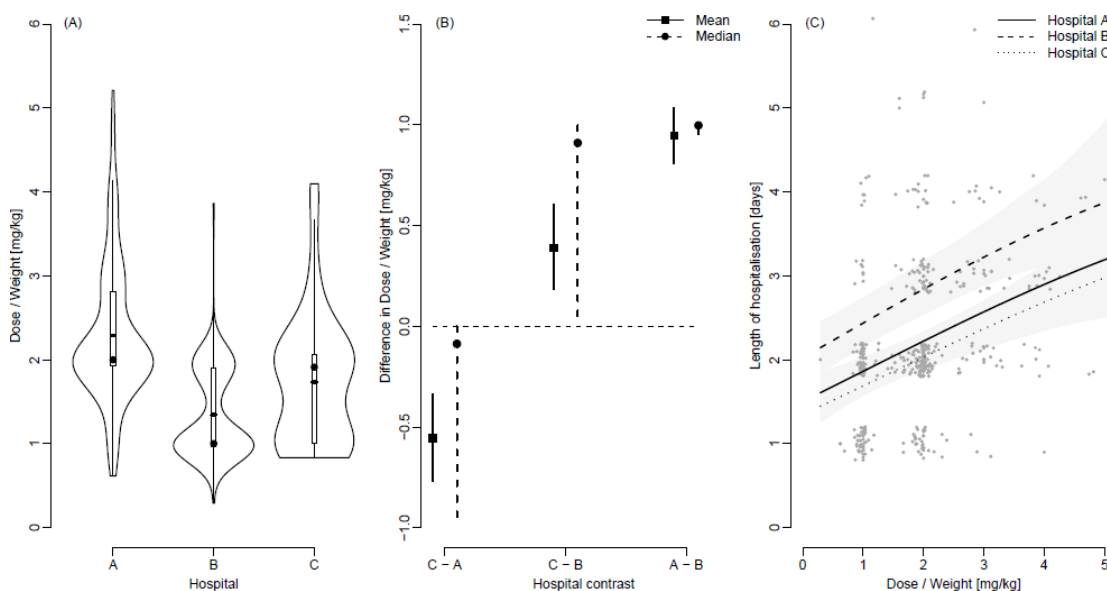 (A)
Dose / Weight [mg/kg]
0
1
2
3
4
5
6
A
B
C
Hospital
(B)
Mean
Median
Difference in Dose / Weight [mg/kg]
−1.0
−0.5
0.0
0.5
1.0
1.5
C − A
C − B
A − B
Hospital contrast
(C)
Hospital A
Hospital B
Hospital C
Length of hospitalisation [days]
0
1
2
3
4
5
6
0
1
2
3
4
5
Dose / Weight [mg/kg]